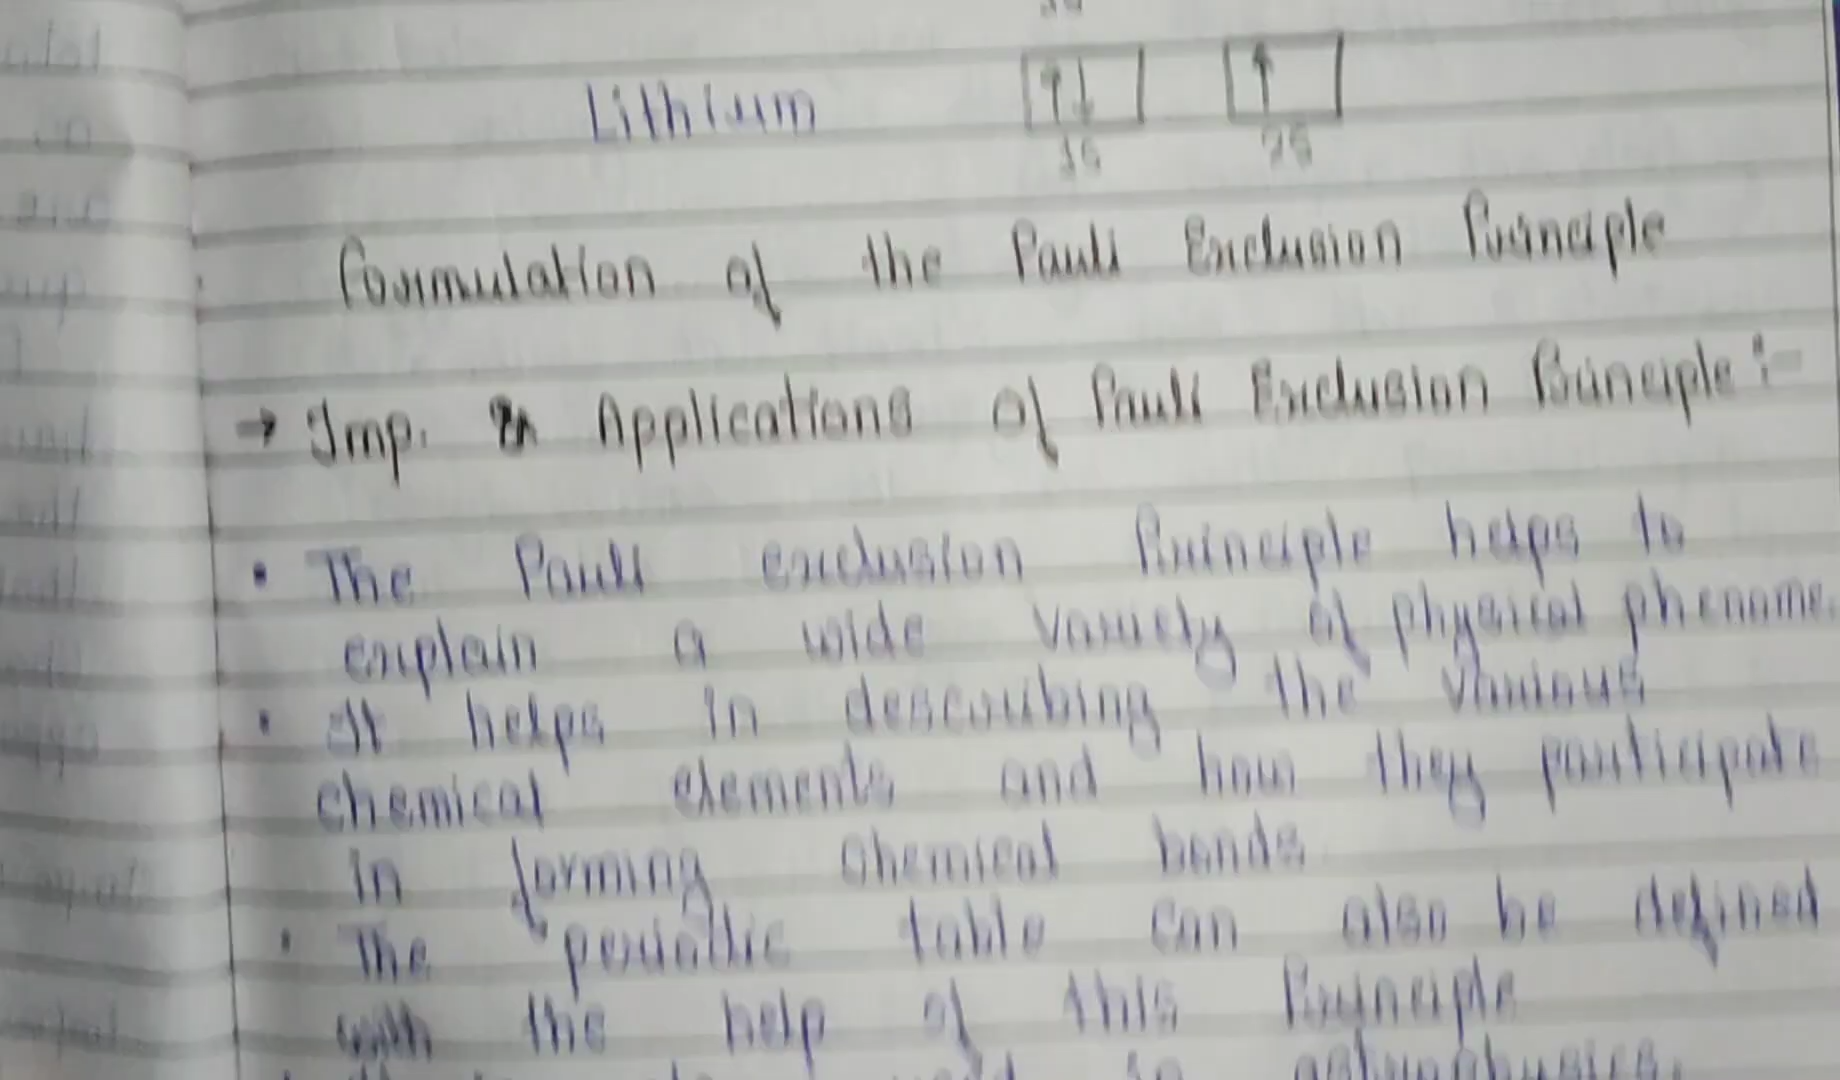 Lithium ↑↓ ↑
1s 2s
Formulation of the Pauli Exclusion Principle
→ Imp. & Applications of Pauli Exclusion Principle :-
• The Pauli exclusion Principle helps to
explain a wide variety of physical phenome
• It helps in describing the various
chemical elements and how they participate
in forming chemical bonds
• The periodic table can also be defined
with the help of this Principle
in astrophysics.